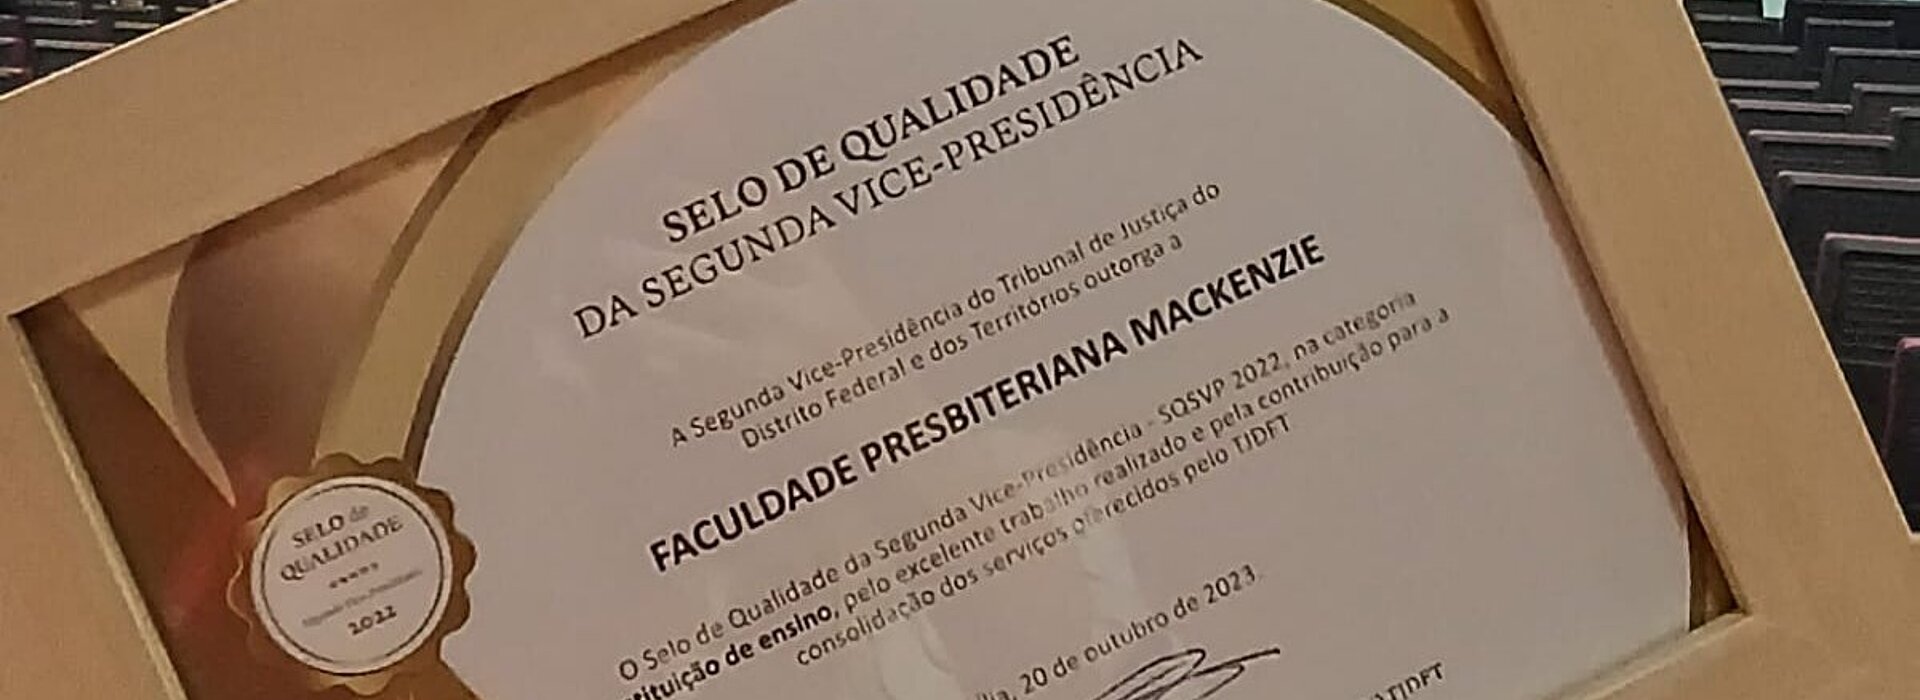 SELO DE QUALIDADE
DA SEGUNDA VICE-PRESIDÊNCIA
A Segunda Vice-Presidência do Tribunal de Justiça do
Distrito Federal e dos Territórios outorga a
FACULDADE PRESBITERIANA MACKENZIE
O Selo de Qualidade da Segunda Vice-Presidência - SQSVP 2022, na categoria
tituição de ensino, pelo excelente trabalho realizado e pela contribuição para a
consolidação dos serviços oferecidos pelo TJDFT
ia, 20 de outubro de 2023.
TJDFT
SELO de
QUALIDADE
2022